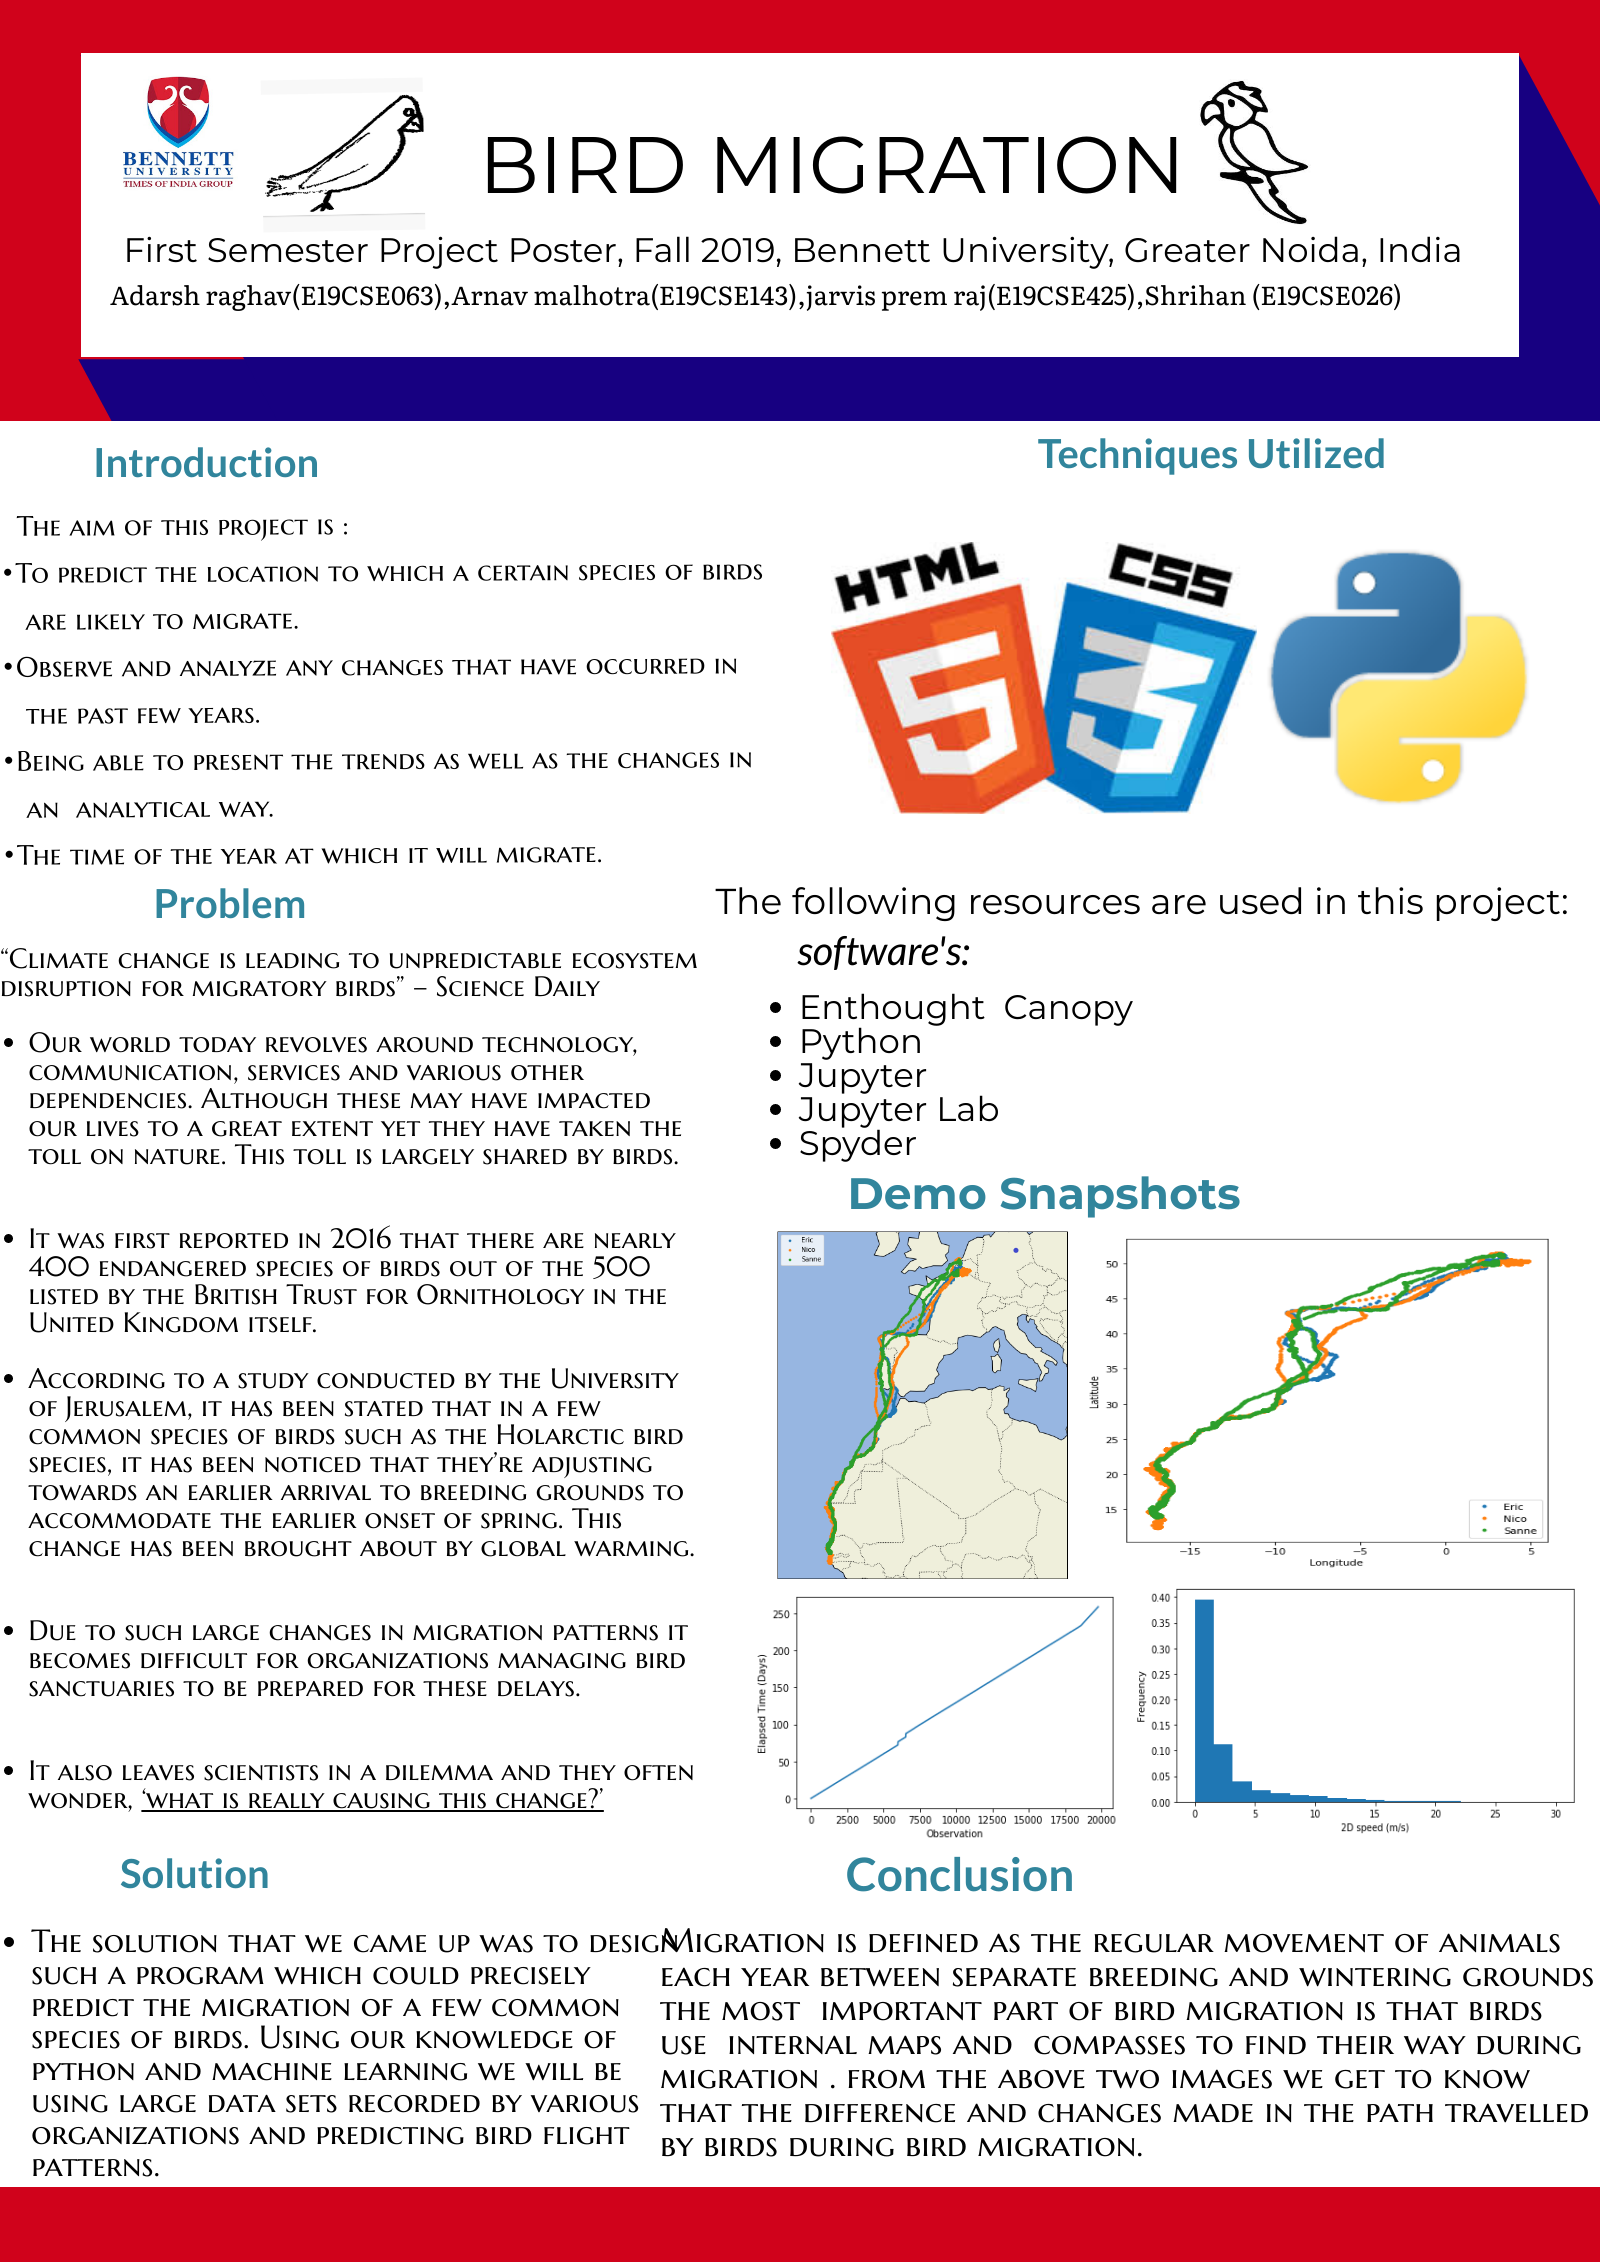 BENNETT
UNIVERSITY
TIMES OF INDIA GROUP
BIRD MIGRATION
First Semester Project Poster, Fall 2019, Bennett University, Greater Noida, India
Adarsh raghav(E19CSE063),Arnav malhotra(E19CSE143),jarvis prem raj(E19CSE425),Shrihan (E19CSE026)
Introduction
The aim of this project is :
•To predict the location to which a certain species of birds
are likely to migrate.
•Observe and analyze any changes that have occurred in
the past few years.
•Being able to present the trends as well as the changes in
an analytical way.
•The time of the year at which it will migrate.
Problem
“Climate change is leading to unpredictable ecosystem
disruption for migratory birds” – Science Daily
• Our world today revolves around technology,
communication, services and various other
dependencies. Although these may have impacted
our lives to a great extent yet they have taken the
toll on nature. This toll is largely shared by birds.
• It was first reported in 2016 that there are nearly
400 endangered species of birds out of the 500
listed by the British Trust for Ornithology in the
United Kingdom itself.
• According to a study conducted by the University
of Jerusalem, it has been stated that in a few
common species of birds such as the Holarctic bird
species, it has been noticed that they’re adjusting
towards an earlier arrival to breeding grounds to
accommodate the earlier onset of spring. This
change has been brought about by global warming.
• Due to such large changes in migration patterns it
becomes difficult for organizations managing bird
sanctuaries to be prepared for these delays.
• It also leaves scientists in a dilemma and they often
wonder, ‘what is really causing this change?’
Solution
• The solution that we came up was to design
such a program which could precisely
predict the migration of a few common
species of birds. Using our knowledge of
python and machine learning we will be
using large data sets recorded by various
organizations and predicting bird flight
patterns.
Techniques Utilized
HTML
5
CSS
3
The following resources are used in this project:
software's:
• Enthought Canopy
• Python
• Jupyter
• Jupyter Lab
• Spyder
Demo Snapshots
Eric
Nico
Sanne
50
45
40
35
30
25
20
15
Latitude
−15 −10 −5 0 5
Longitude
Eric
Nico
Sanne
250
200
150
100
50
0
Elapsed Time (Days)
0 2500 5000 7500 10000 12500 15000 17500 20000
Observation
0.40
0.35
0.30
0.25
0.20
0.15
0.10
0.05
0.00
Frequency
0 5 10 15 20 25 30
2D speed (m/s)
Conclusion
Migration is defined as the regular movement of animals
each year between separate breeding and wintering grounds
the most important part of bird migration is that birds
use internal maps and compasses to find their way during
migration . from the above two images we get to know
that the difference and changes made in the path travelled
by birds during bird migration.